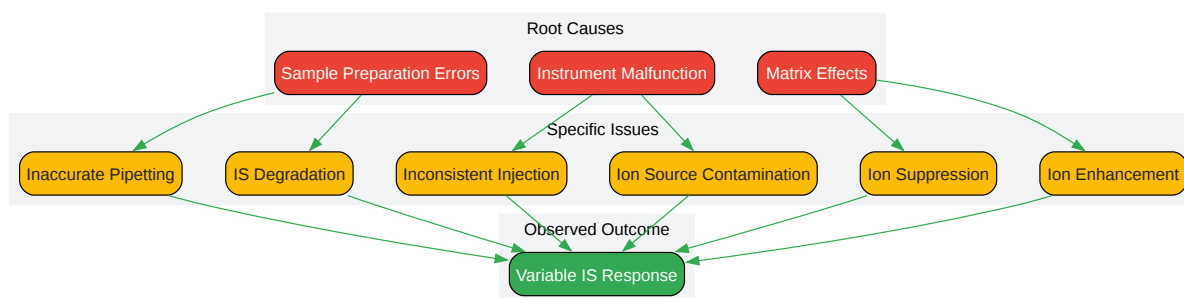 Root Causes
Sample Preparation Errors
Instrument Malfunction
Matrix Effects
Specific Issues
Inaccurate Pipetting
IS Degradation
Inconsistent Injection
Ion Source Contamination
Ion Suppression
Ion Enhancement
Observed Outcome
Variable IS Response